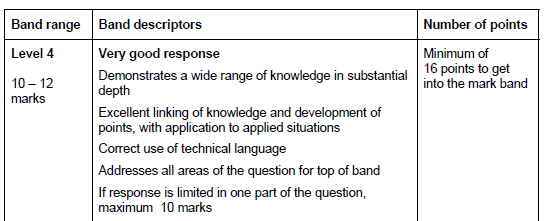 Band range Band descriptors Number of points
Level 4 Very good response Minimum of
16 points to get
into the mark band
10 – 12
marks
Demonstrates a wide range of knowledge in substantial
depth
Excellent linking of knowledge and development of
points, with application to applied situations
Correct use of technical language
Addresses all areas of the question for top of band
If response is limited in one part of the question,
maximum 10 marks